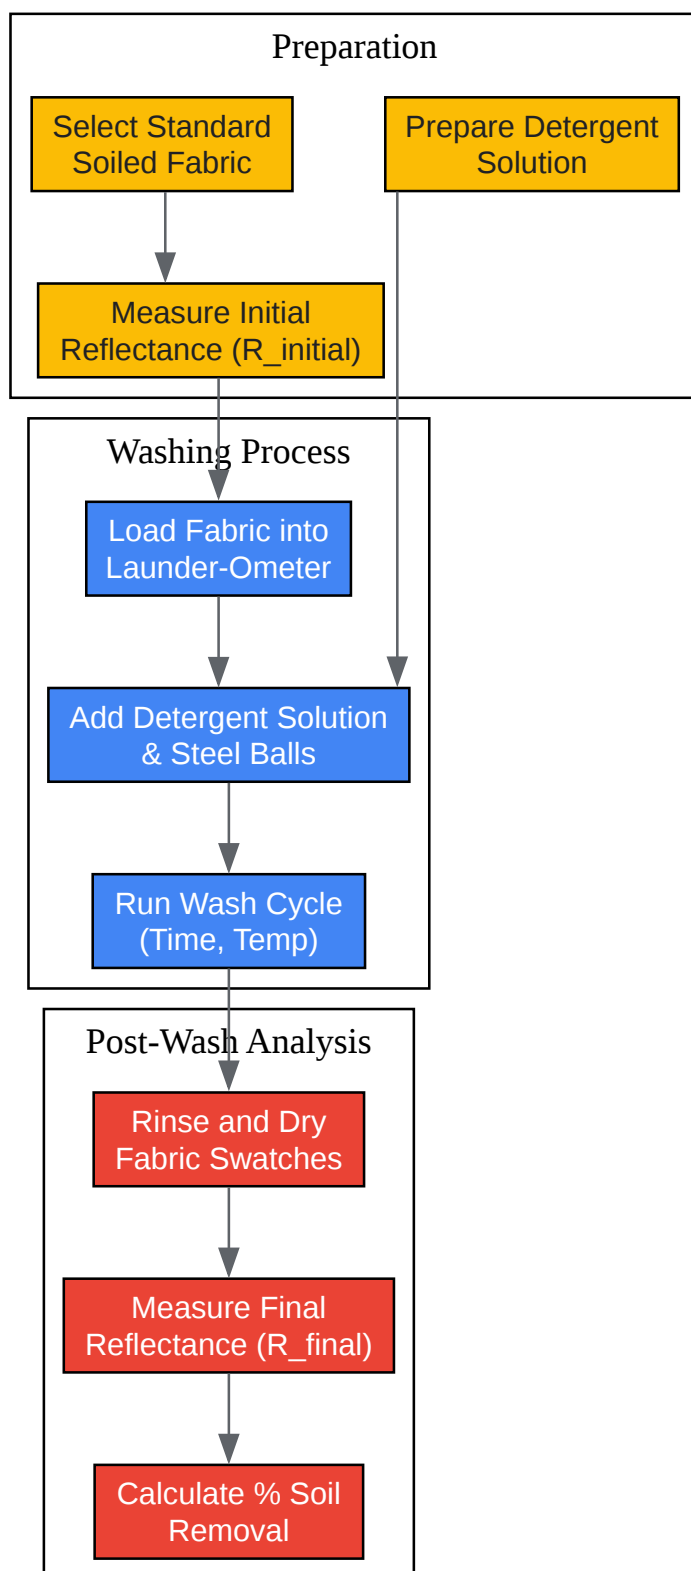 Preparation
Select Standard
Soiled Fabric
Prepare Detergent
Solution
Measure Initial
Reflectance (R_initial)
Washing Process
Load Fabric into
Launder-Ometer
Add Detergent Solution
& Steel Balls
Run Wash Cycle
(Time, Temp)
Post-Wash Analysis
Rinse and Dry
Fabric Swatches
Measure Final
Reflectance (R_final)
Calculate % Soil
Removal